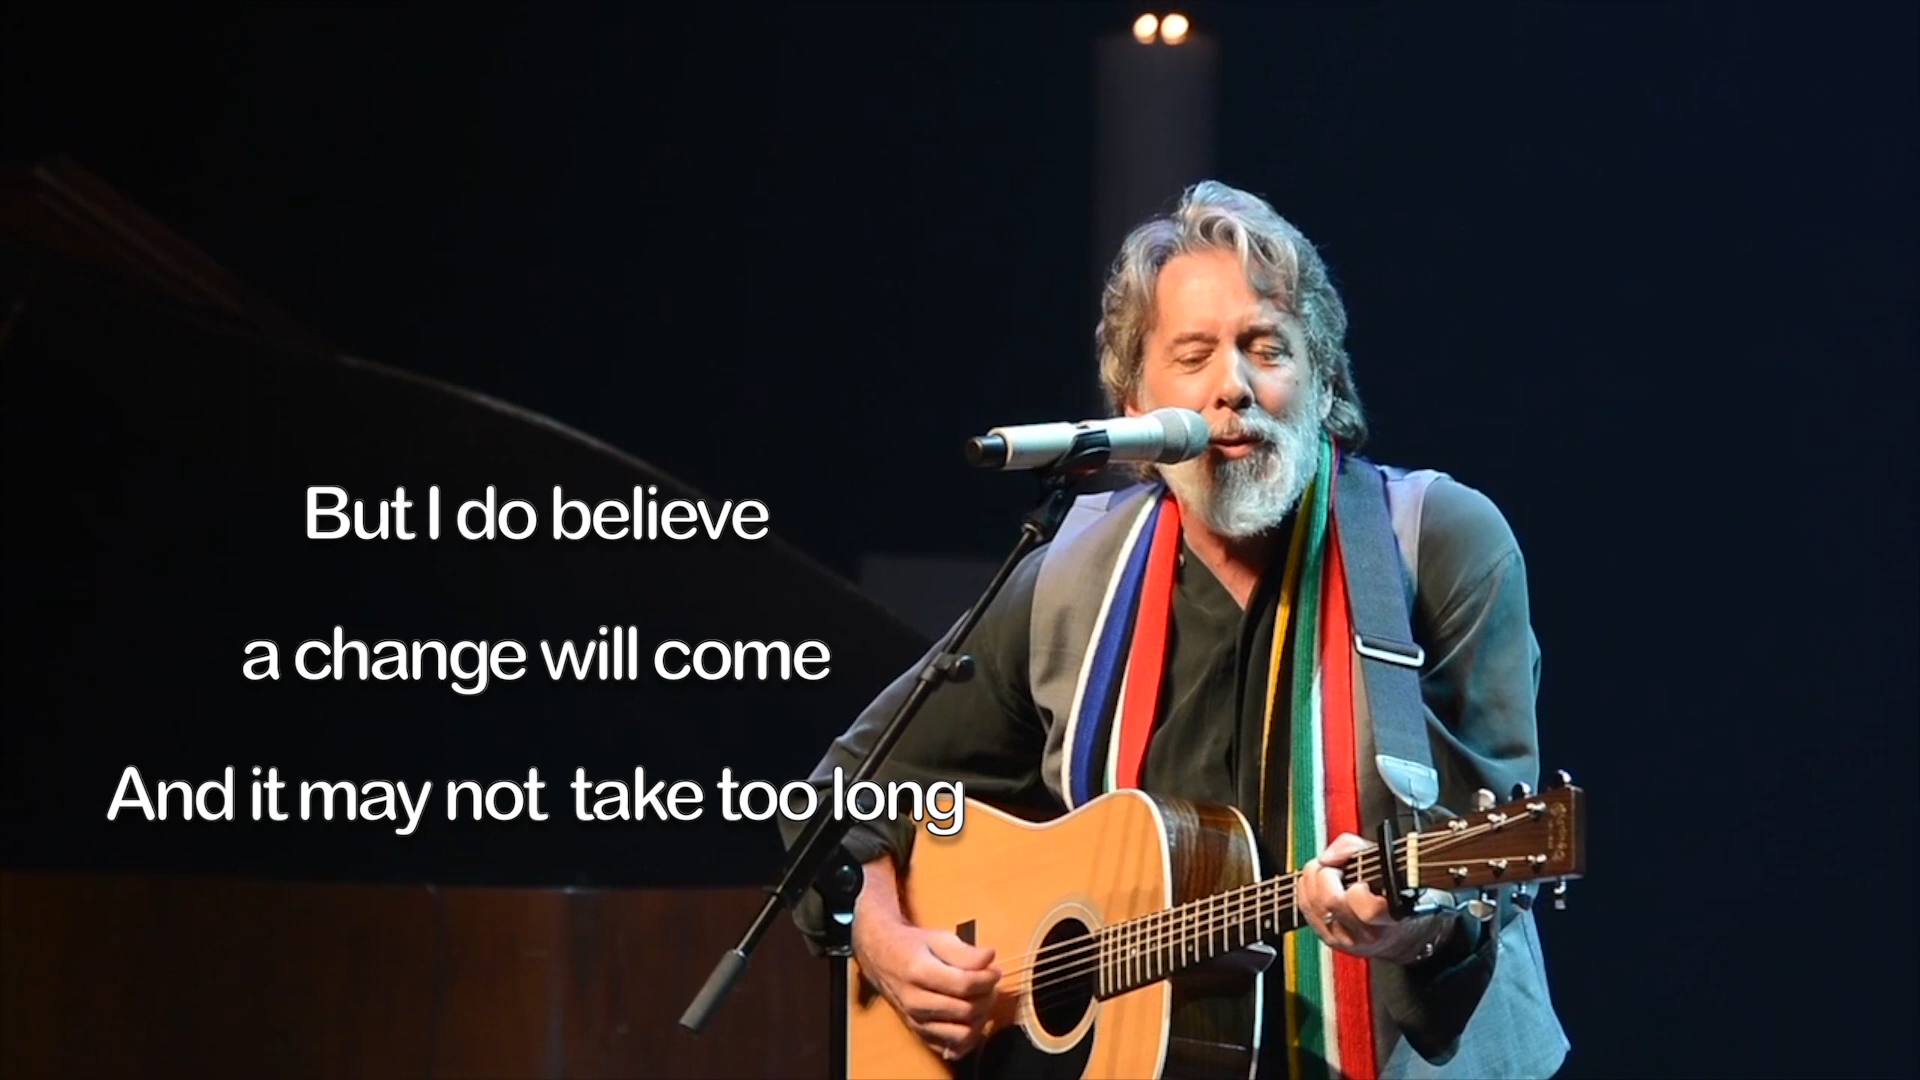 But I do believe
a change will come
And it may not take too long